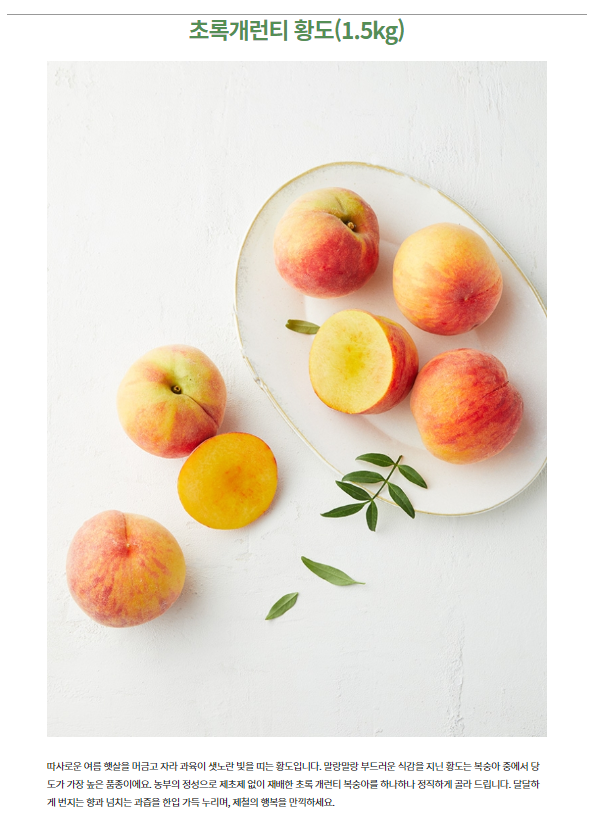 초록개런티 황도(1.5kg)
따사로운 여름 햇살을 머금고 자라 과육이 샛노란 빛을 띠는 황도입니다. 말랑말랑 부드러운 식감을 지닌 황도는 복숭아 중에서 당
도가 가장 높은 품종이에요. 농부의 정성으로 제초제 없이 재배한 초록 개런티 복숭아를 하나하나 정직하게 골라 드립니다. 달달하
게 번지는 향과 넘치는 과즙을 한입 가득 누리며, 제철의 행복을 만끽하세요.